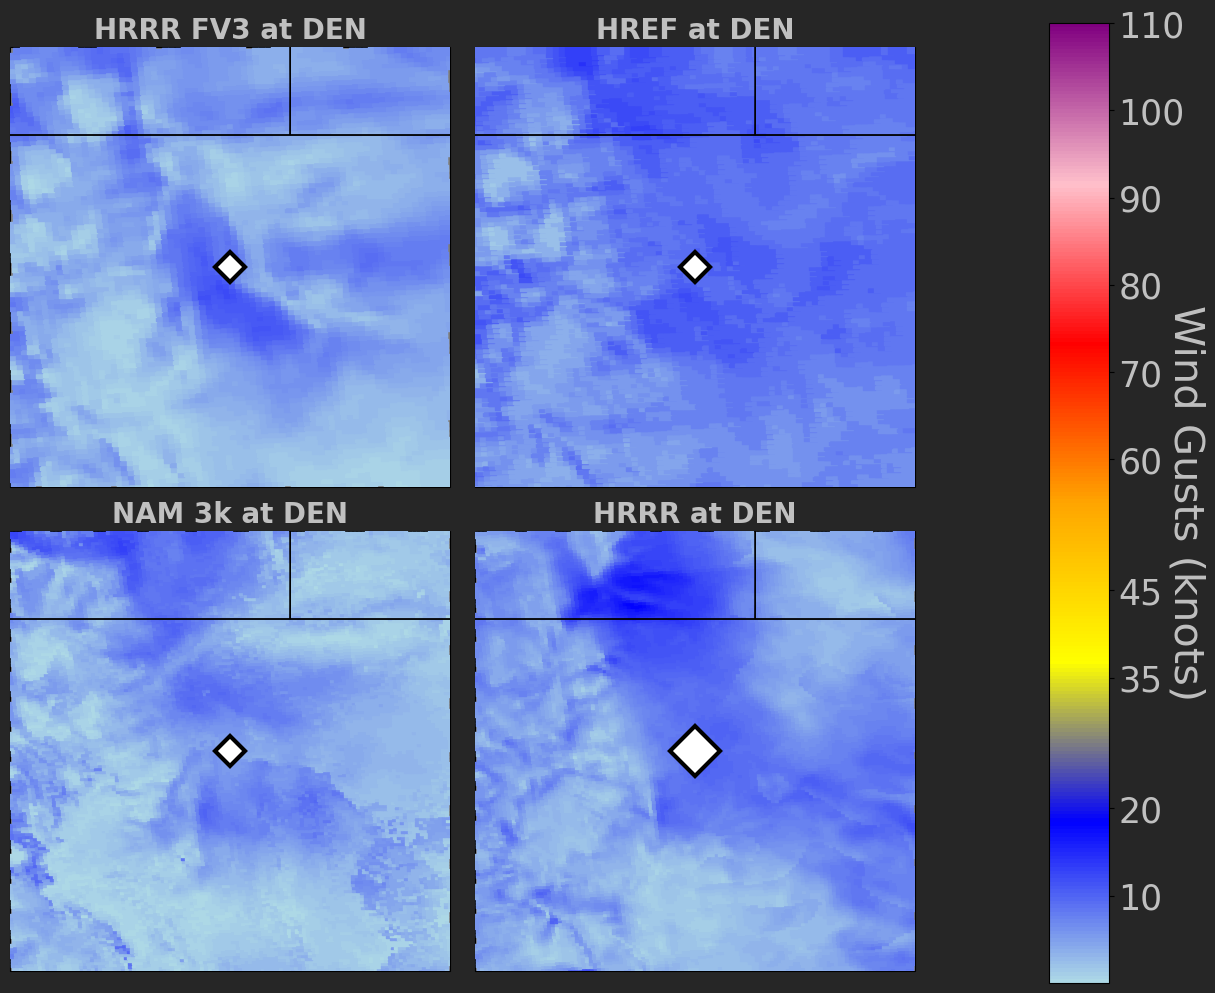 HRRR FV3 at DEN
HREF at DEN
NAM 3k at DEN
HRRR at DEN
110
100
90
80
70
60
45
35
20
10
Wind Gusts (knots)